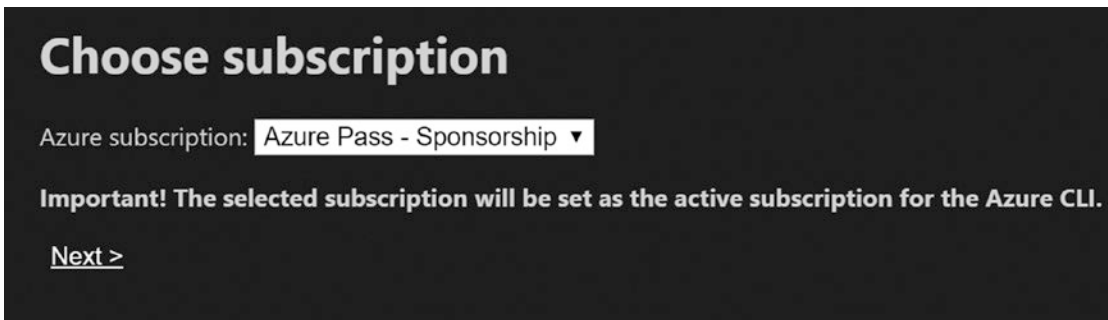 Choose subscription
Azure subscription: Azure Pass - Sponsorship
Important! The selected subscription will be set as the active subscription for the Azure CLI.
Next >